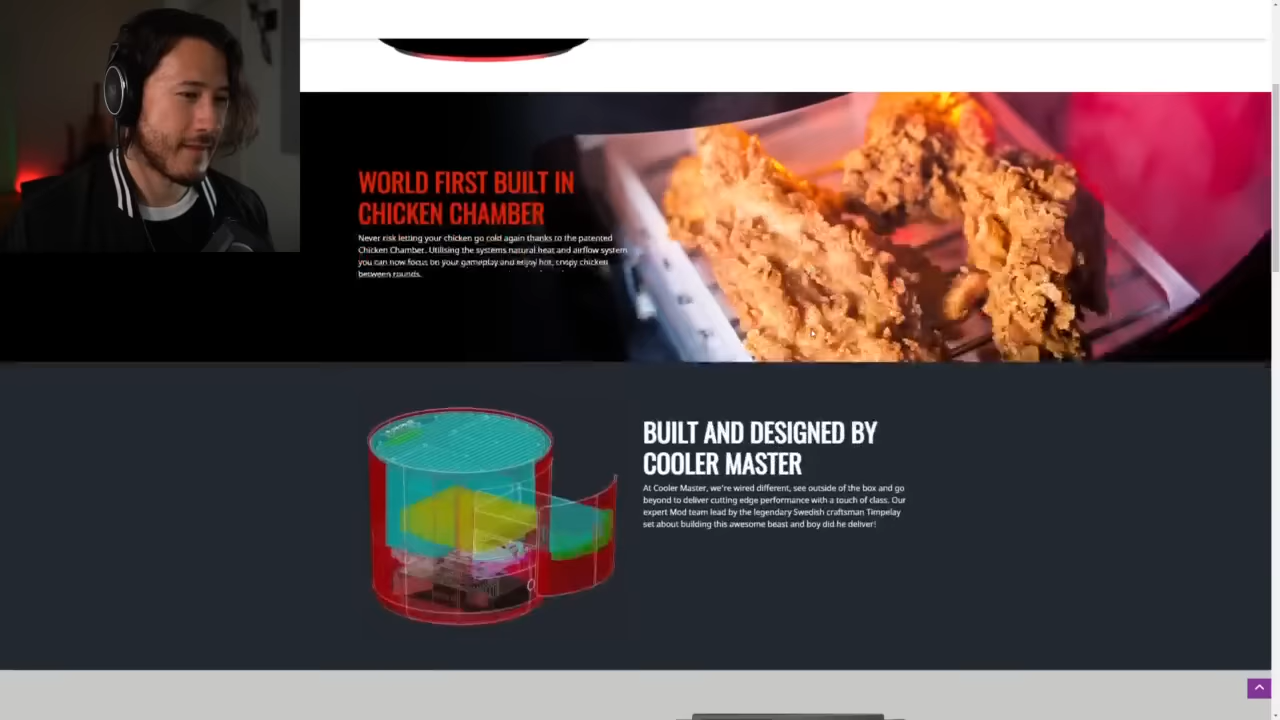 WORLD FIRST BUILT IN
CHICKEN CHAMBER
Never risk letting your chicken go cold again thanks to the patented
Chicken Chamber. Utilising the systems natural heat and airflow system
you can now focus on your gameplay and enjoy hot, crispy chicken
between rounds.
BUILT AND DESIGNED BY
COOLER MASTER
At Cooler Master, we're wired different, see outside of the box and go
beyond to deliver cutting edge performance with a touch of class. Our
expert Mod team lead by the legendary Swedish craftsman Timpelay
set about building this awesome beast and boy did he deliver!